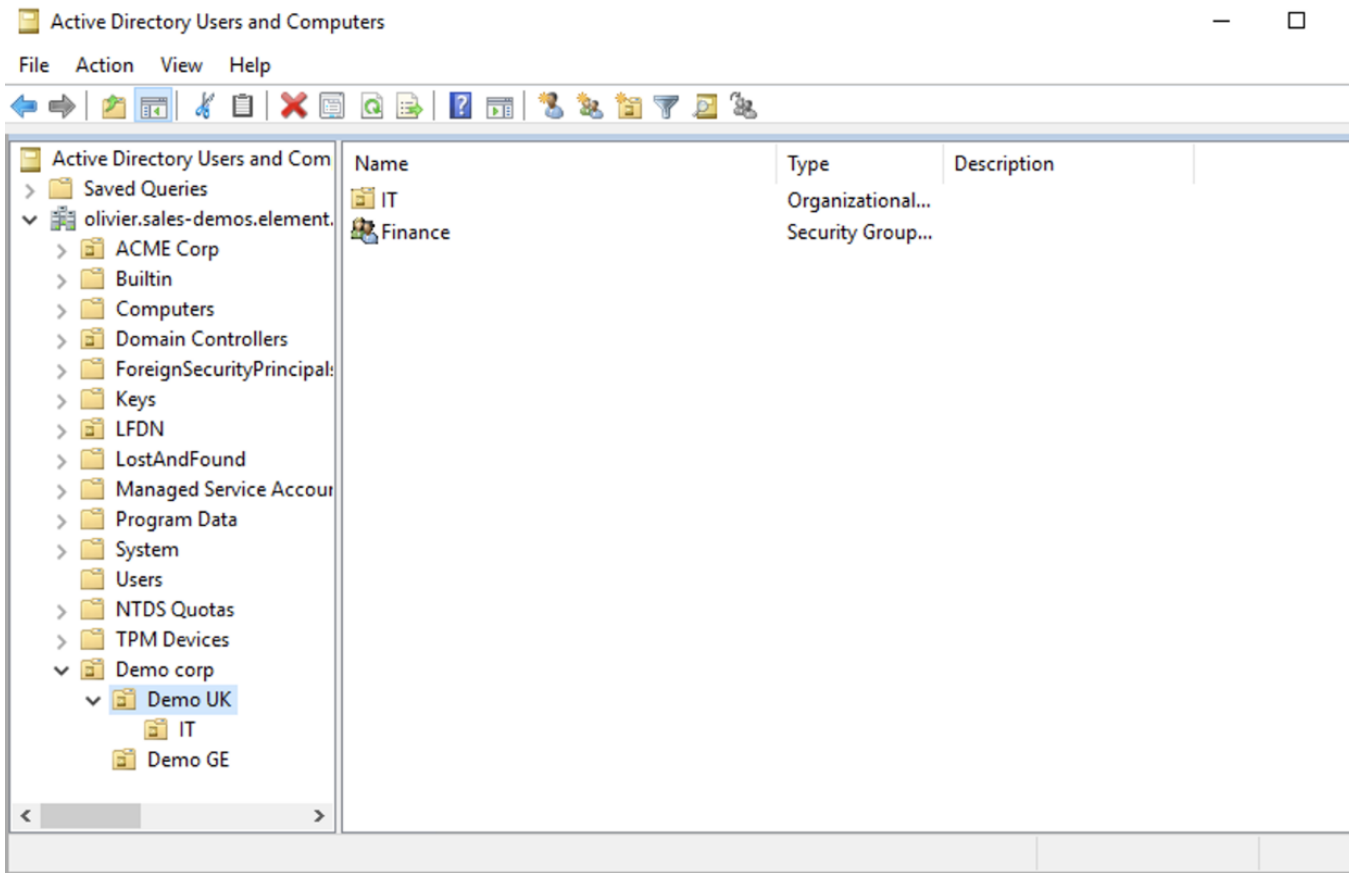 Active Directory Users and Computers
File Action View Help
Active Directory Users and Com
Saved Queries
olivier.sales-demos.element.
ACME Corp
Builtin
Computers
Domain Controllers
ForeignSecurityPrincipals
Keys
LFDN
LostAndFound
Managed Service Accour
Program Data
System
Users
NTDS Quotas
TPM Devices
Demo corp
Demo UK
IT
Demo GE
Name Type Description
IT Organizational...
Finance Security Group...